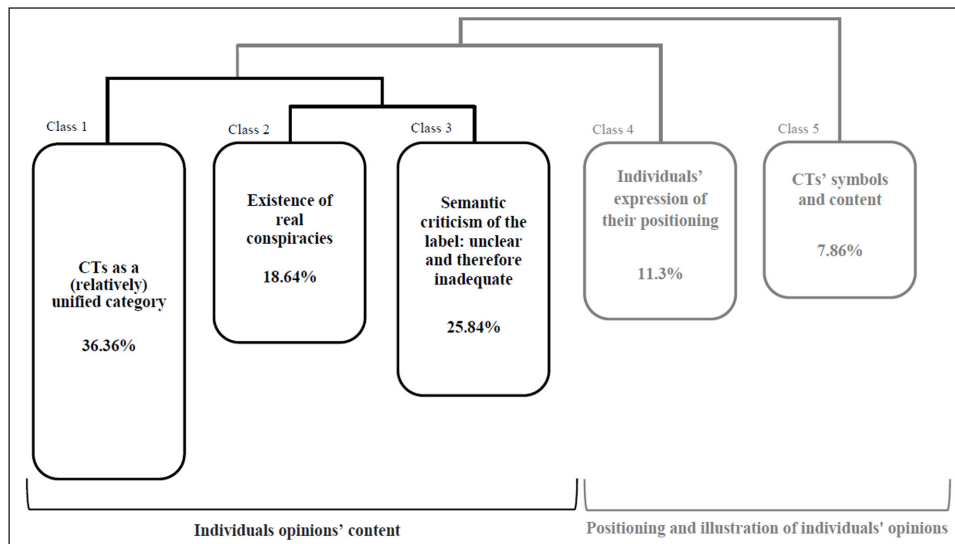 Class 1
CTs as a
(relatively)
unified category
36.36%
Class 2
Existence of
real
conspiracies
18.64%
Class 3
Semantic
criticism of the
label: unclear
and therefore
inadequate
25.84%
Class 4
Individuals’
expression of
their positioning
11.3%
Class 5
CTs’ symbols
and content
7.86%
Individuals opinions’ content
Positioning and illustration of individuals' opinions